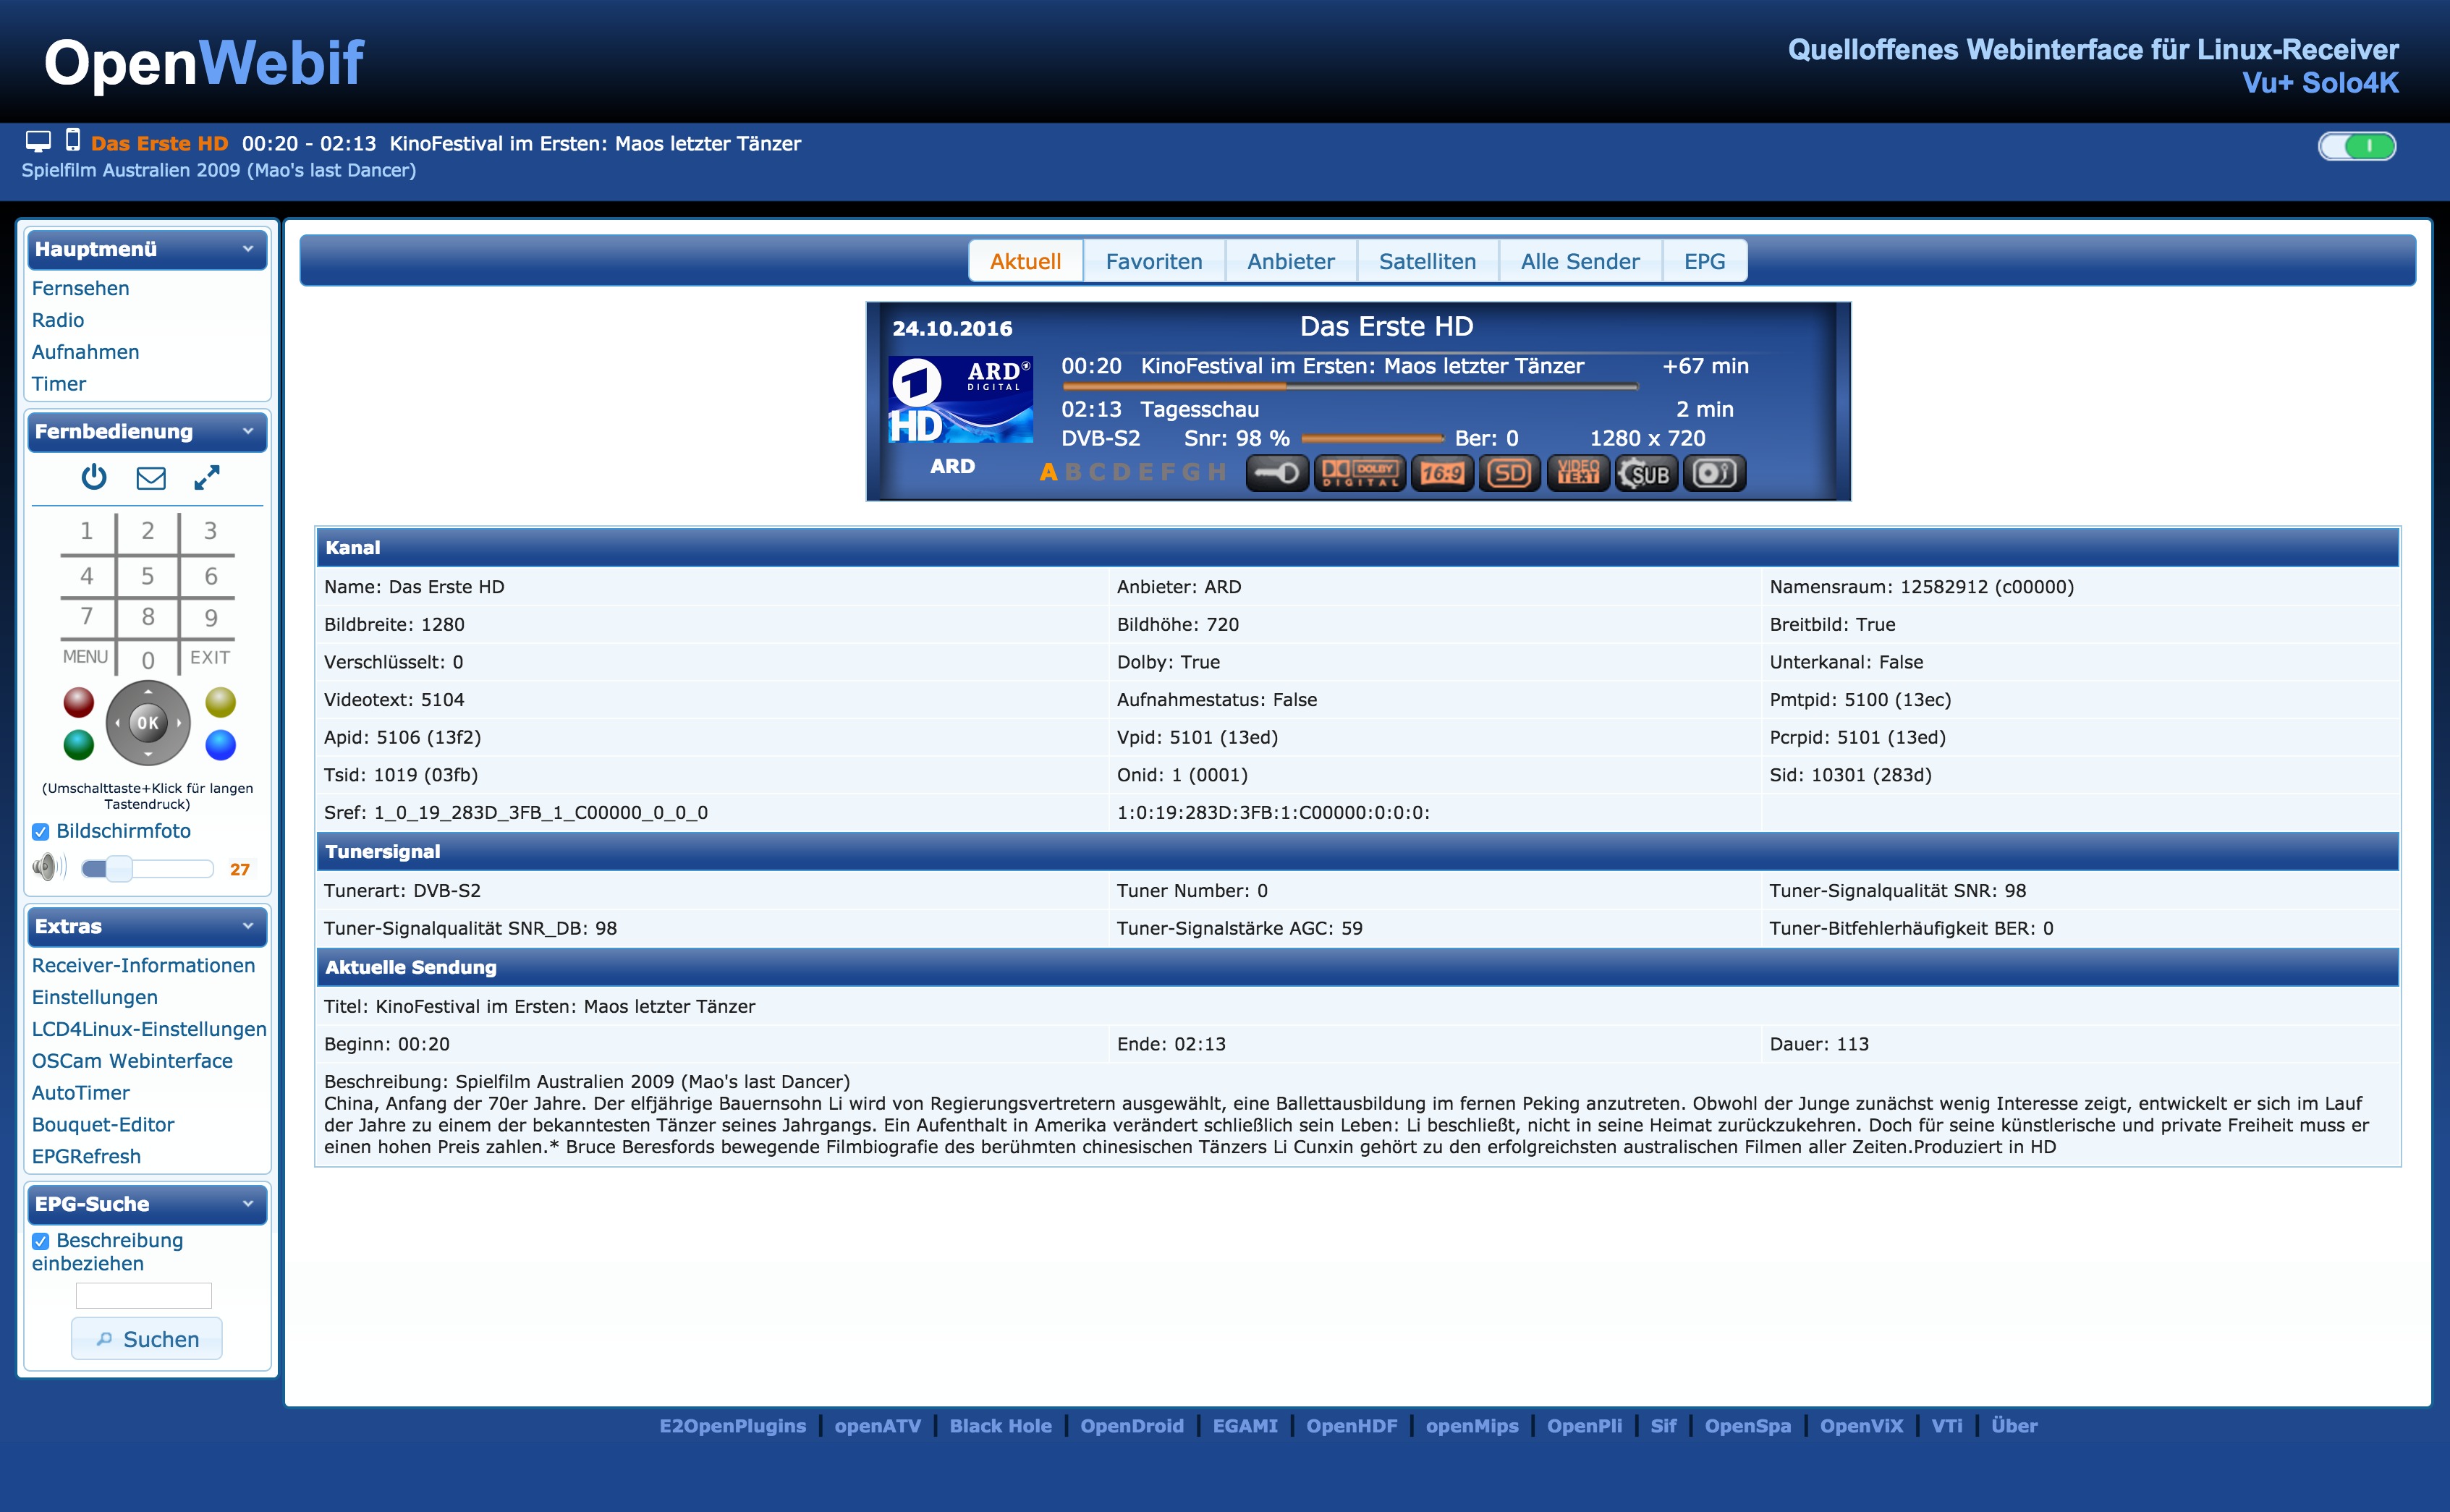 OpenWebif
Quelloffenes Webinterface für Linux-Receiver
Vu+ Solo4K
Das Erste HD 00:20 - 02:13 KinoFestival im Ersten: Maos letzter Tänzer
Spielfilm Australien 2009 (Mao's last Dancer)
Hauptmenü
Fernsehen
Radio
Aufnahmen
Timer
Fernbedienung
1 2 3
4 5 6
7 8 9
MENU 0 EXIT
OK
(Umschalttaste+Klick für langen
Tastendruck)
Bildschirmfoto
27
Extras
Receiver-Informationen
Einstellungen
LCD4Linux-Einstellungen
OSCam Webinterface
AutoTimer
Bouquet-Editor
EPGRefresh
EPG-Suche
Beschreibung
einbeziehen
Suchen
Aktuell Favoriten Anbieter Satelliten Alle Sender EPG
24.10.2016 Das Erste HD
1 ARD DIGITAL HD
00:20 KinoFestival im Ersten: Maos letzter Tänzer +67 min
02:13 Tagesschau 2 min
DVB-S2 Snr: 98 % Ber: 0 1280 x 720
ARD A B C D E F G H DOLBY DIGITAL 16:9 SD VIDEO TEXT SUB
Kanal
Name: Das Erste HD Anbieter: ARD Namensraum: 12582912 (c00000)
Bildbreite: 1280 Bildhöhe: 720 Breitbild: True
Verschlüsselt: 0 Dolby: True Unterkanal: False
Videotext: 5104 Aufnahmestatus: False Pmtpid: 5100 (13ec)
Apid: 5106 (13f2) Vpid: 5101 (13ed) Pcrpid: 5101 (13ed)
Tsid: 1019 (03fb) Onid: 1 (0001) Sid: 10301 (283d)
Sref: 1_0_19_283D_3FB_1_C00000_0_0_0 1:0:19:283D:3FB:1:C00000:0:0:0:
Tunersignal
Tunerart: DVB-S2 Tuner Number: 0 Tuner-Signalqualität SNR: 98
Tuner-Signalqualität SNR_DB: 98 Tuner-Signalstärke AGC: 59 Tuner-Bitfehlerhäufigkeit BER: 0
Aktuelle Sendung
Titel: KinoFestival im Ersten: Maos letzter Tänzer
Beginn: 00:20 Ende: 02:13 Dauer: 113
Beschreibung: Spielfilm Australien 2009 (Mao's last Dancer)
China, Anfang der 70er Jahre. Der elfjährige Bauernsohn Li wird von Regierungsvertretern ausgewählt, eine Ballettausbildung im fernen Peking anzutreten. Obwohl der Junge zunächst wenig Interesse zeigt, entwickelt er sich im Lauf
der Jahre zu einem der bekanntesten Tänzer seines Jahrgangs. Ein Aufenthalt in Amerika verändert schließlich sein Leben: Li beschließt, nicht in seine Heimat zurückzukehren. Doch für seine künstlerische und private Freiheit muss er
einen hohen Preis zahlen.* Bruce Beresfords bewegende Filmbiografie des berühmten chinesischen Tänzers Li Cunxin gehört zu den erfolgreichsten australischen Filmen aller Zeiten.Produziert in HD
E2OpenPlugins | openATV | Black Hole | OpenDroid | EGAMI | OpenHDF | openMips | OpenPli | Sif | OpenSpa | OpenViX | VTi | Über